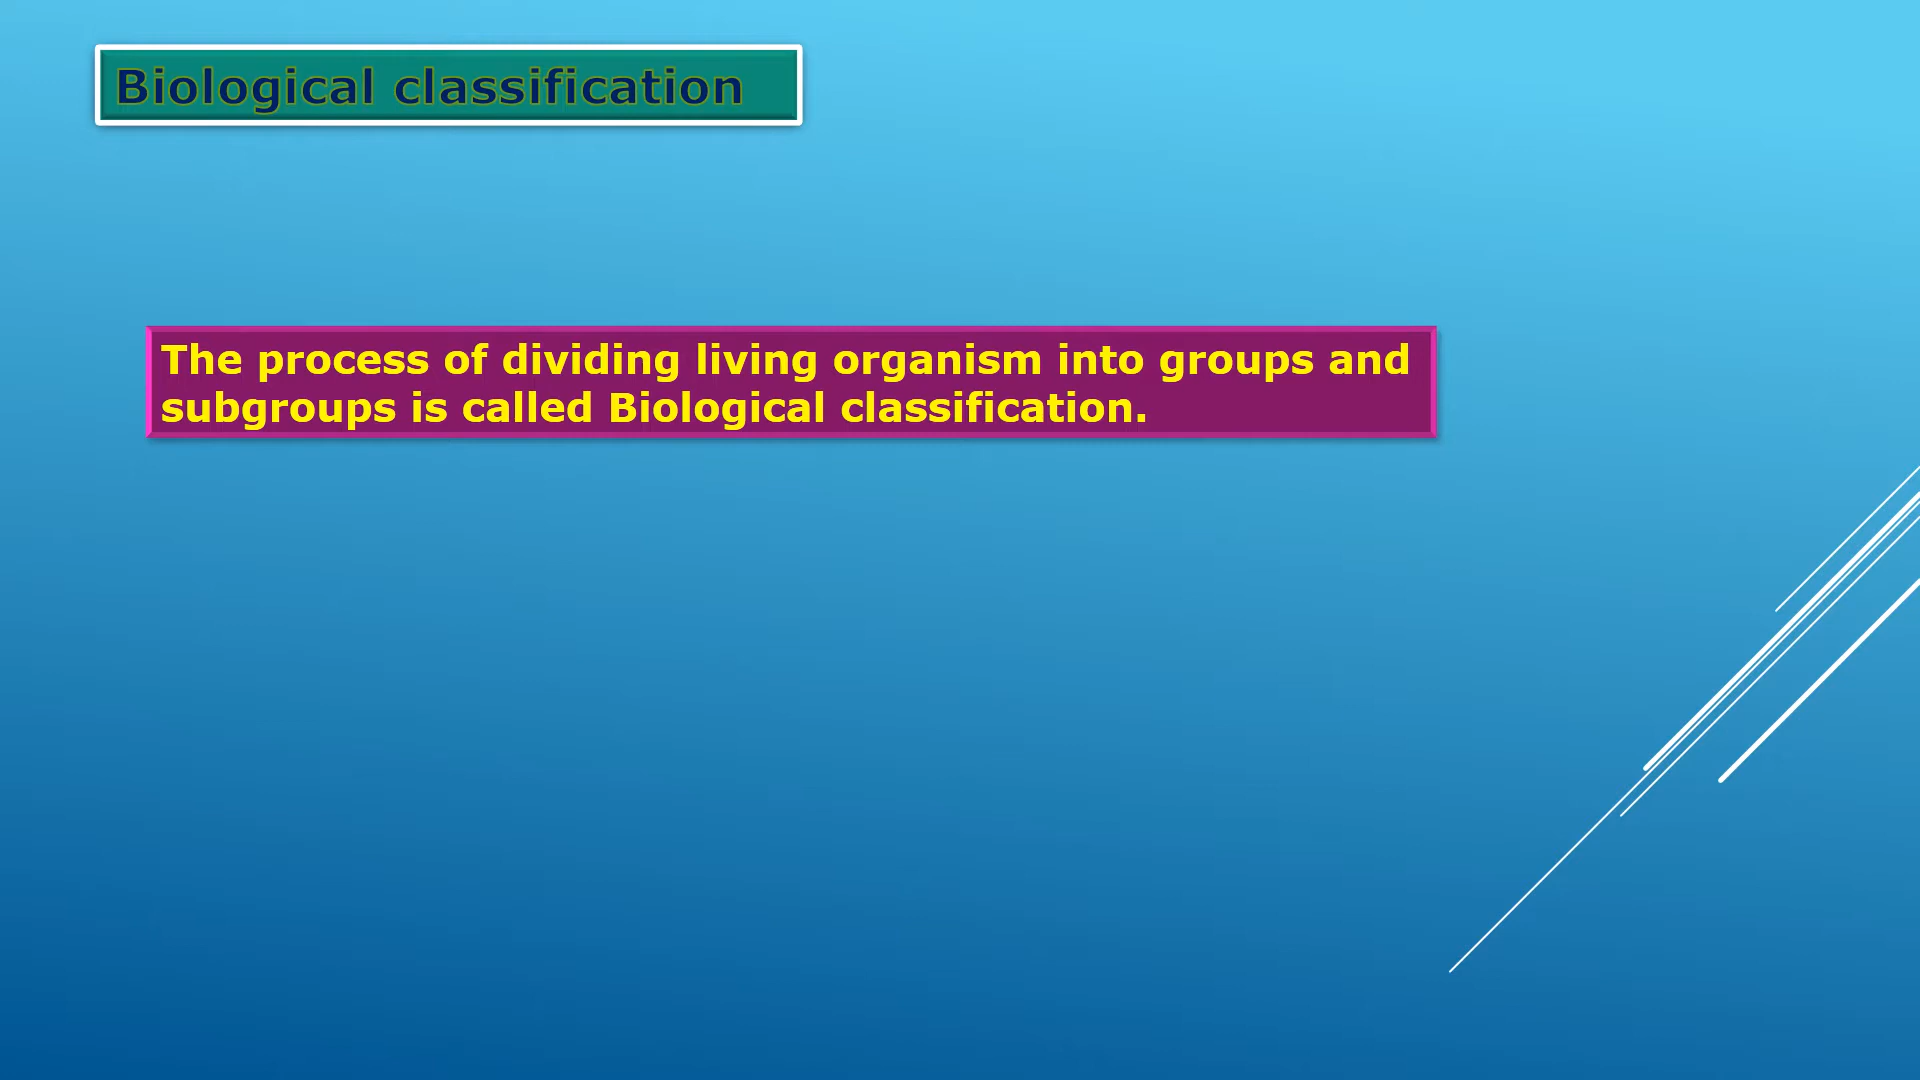 Biological classification
The process of dividing living organism into groups and
subgroups is called Biological classification.